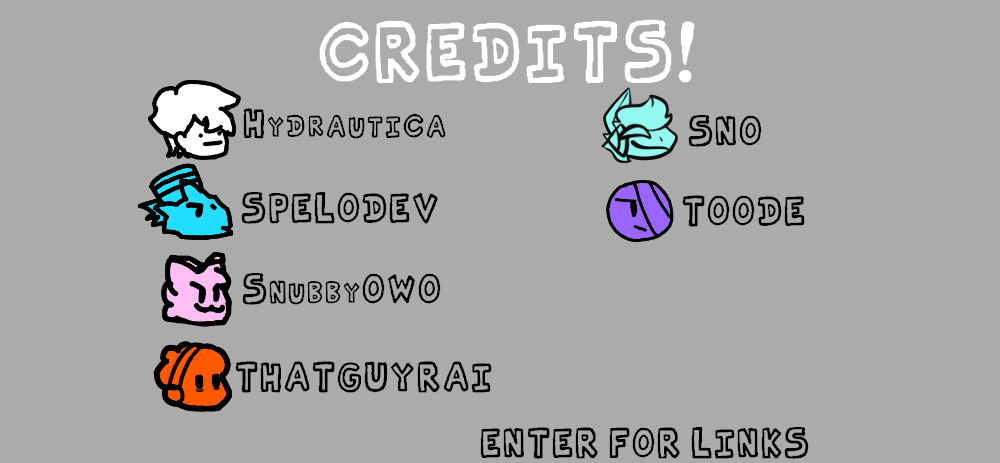 CREDITS!
HYDRAUTICA
SNO
SPELODEV
TOODE
SNUBBYOWO
THATGUYRAI
ENTER FOR LINKS